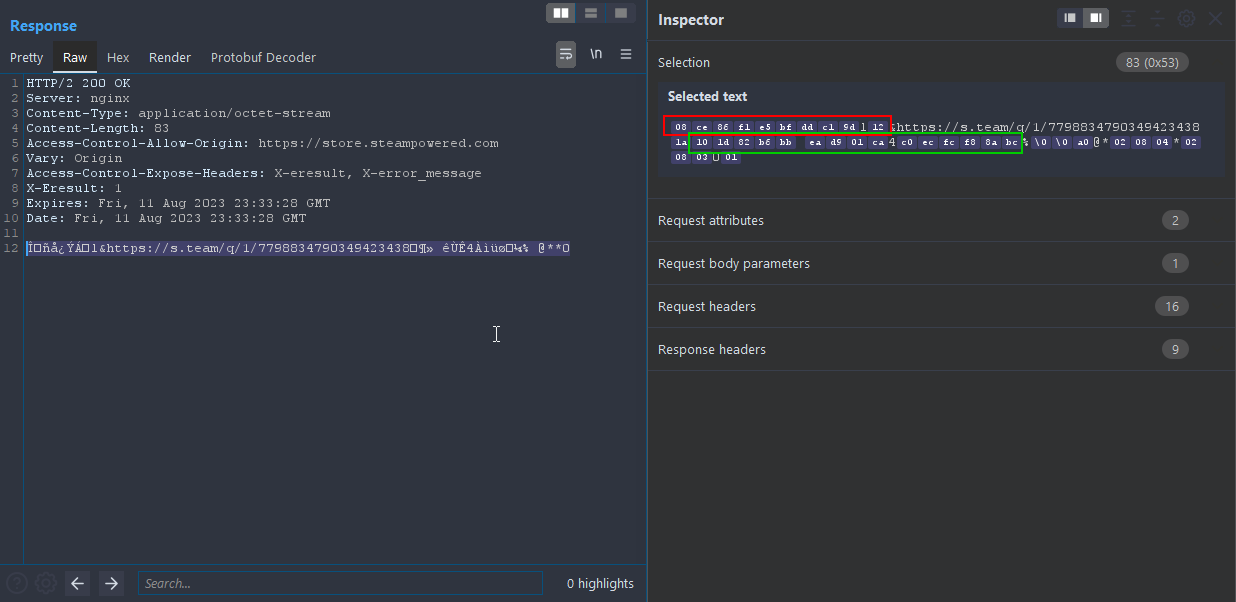 Response
Pretty Raw Hex Render Protobuf Decoder
\n
1 HTTP/2 200 OK
2 Server: nginx
3 Content-Type: application/octet-stream
4 Content-Length: 83
5 Access-Control-Allow-Origin: https://store.steampowered.com
6 Vary: Origin
7 Access-Control-Expose-Headers: X-eresult, X-error_message
8 X-Eresult: 1
9 Expires: Fri, 11 Aug 2023 23:33:28 GMT
10 Date: Fri, 11 Aug 2023 23:33:28 GMT
11
12 Î□ñå¿ÝÁ□l&https://s.team/q/1/7798834790349423438□¶» êÙÊ4Àìüø□¼% @**0
Search...
0 highlights
Inspector
Selection
83 (0x53)
Selected text
08 ce 86 f1 e5 bf dd c1 9d l 12 &https://s.team/q/1/7798834790349423438
1a 10 1d 82 b6 bb ea d9 01 ca 4 c0 ec fc f8 8a bc % \0 \0 a0 @ * 02 08 04 * 02
08 03 0 01
Request attributes
2
Request body parameters
1
Request headers
16
Response headers
9